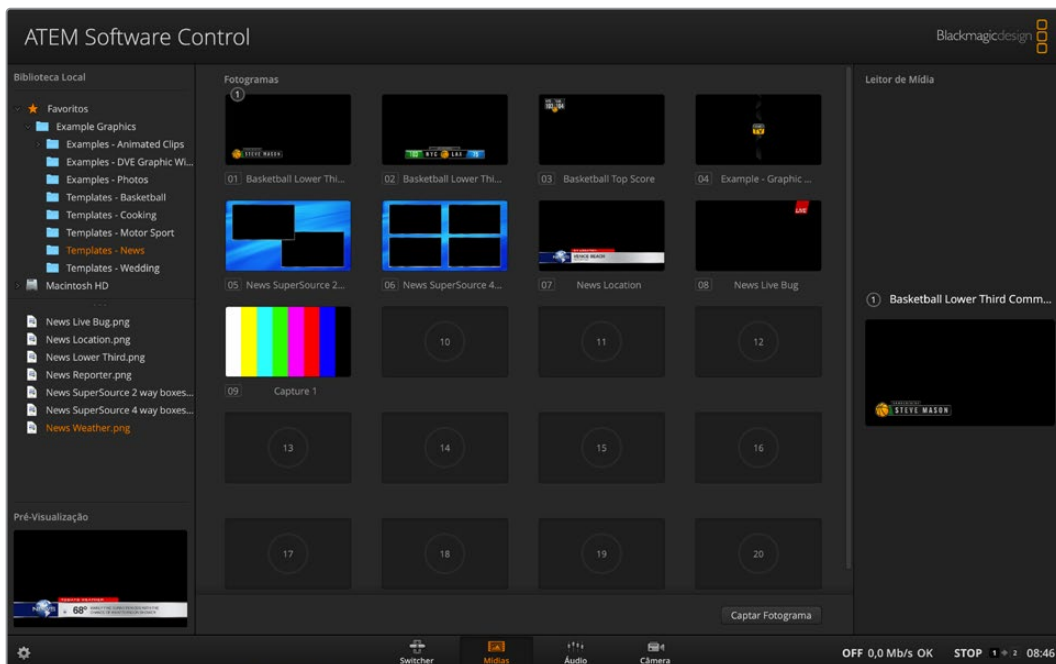 ATEM Software Control
Blackmagicdesign
Biblioteca Local
Favoritos
Example Graphics
Examples - Animated Clips
Examples - DVE Graphic Wi...
Examples - Photos
Templates - Basketball
Templates - Cooking
Templates - Motor Sport
Templates - News
Templates - Wedding
Macintosh HD
News Live Bug.png
News Location.png
News Lower Third.png
News Reporter.png
News SuperSource 2 way boxes...
News SuperSource 4 way boxes...
News Weather.png
Pré-Visualização
NEWS
68°
Fotogramas
1
STEVE MASON
NYC LAG
TV
01 Basketball Lower Thi...
02 Basketball Lower Thi...
03 Basketball Top Score
04 Example - Graphic ...
LIVE
05 News SuperSource 2...
06 News SuperSource 4...
07 News Location
08 News Live Bug
10
11
12
09 Capture 1
13
14
15
16
17
18
19
20
Captar Fotograma
Leitor de Mídia
1 Basketball Lower Third Comm...
STEVE MASON
Switcher
Mídias
Áudio
Câmera
OFF 0,0 Mb/s OK
STOP 1 2 08:46